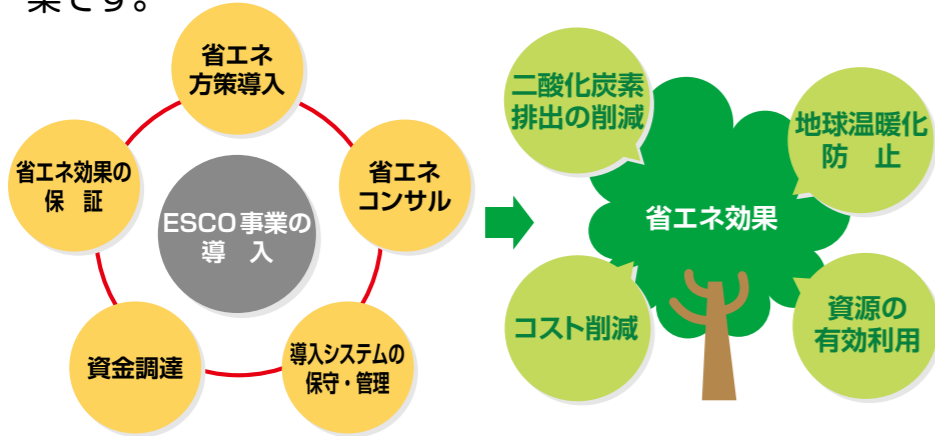 業です。
省エネ
方策導入
省エネ
コンサル
導入システムの
保守・管理
資金調達
省エネ効果の
保　証
ESCO事業の
導　入
二酸化炭素
排出の削減
地球温暖化
防　止
省エネ効果
コスト削減
資源の
有効利用